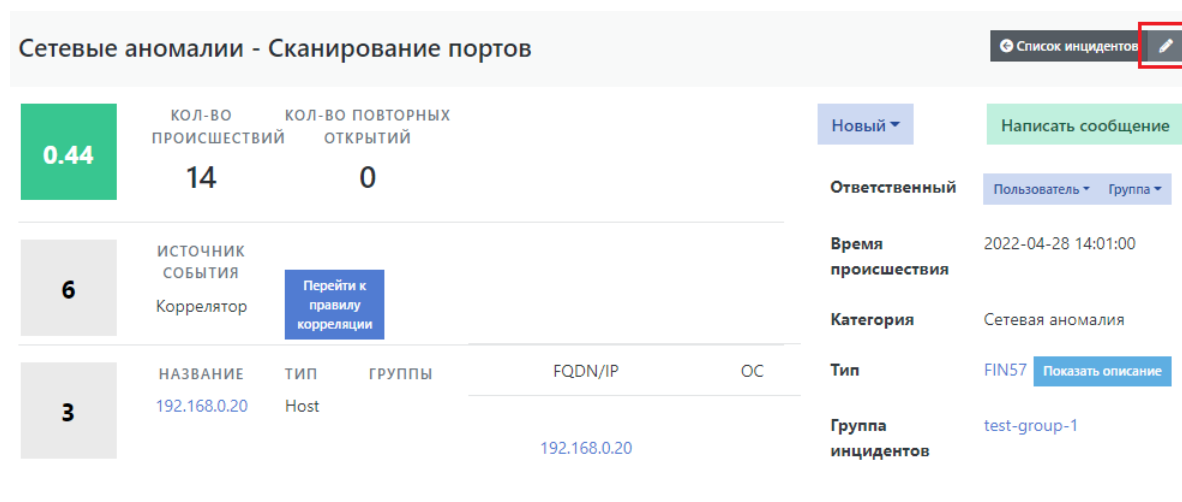 Сетевые аномалии - Сканирование портов
Список инцидентов
0.44
КОЛ-ВО
ПРОИСШЕСТВИЙ
14
КОЛ-ВО ПОВТОРНЫХ
ОТКРЫТИЙ
0
6
ИСТОЧНИК
СОБЫТИЯ
Коррелятор
Перейти к
правилу
корреляции
3
НАЗВАНИЕ ТИП ГРУППЫ
192.168.0.20 Host
FQDN/IP ОС
192.168.0.20
Новый
Написать сообщение
Ответственный
Пользователь Группа
Время
происшествия
2022-04-28 14:01:00
Категория
Сетевая аномалия
Тип
FIN57 Показать описание
Группа
инцидентов
test-group-1